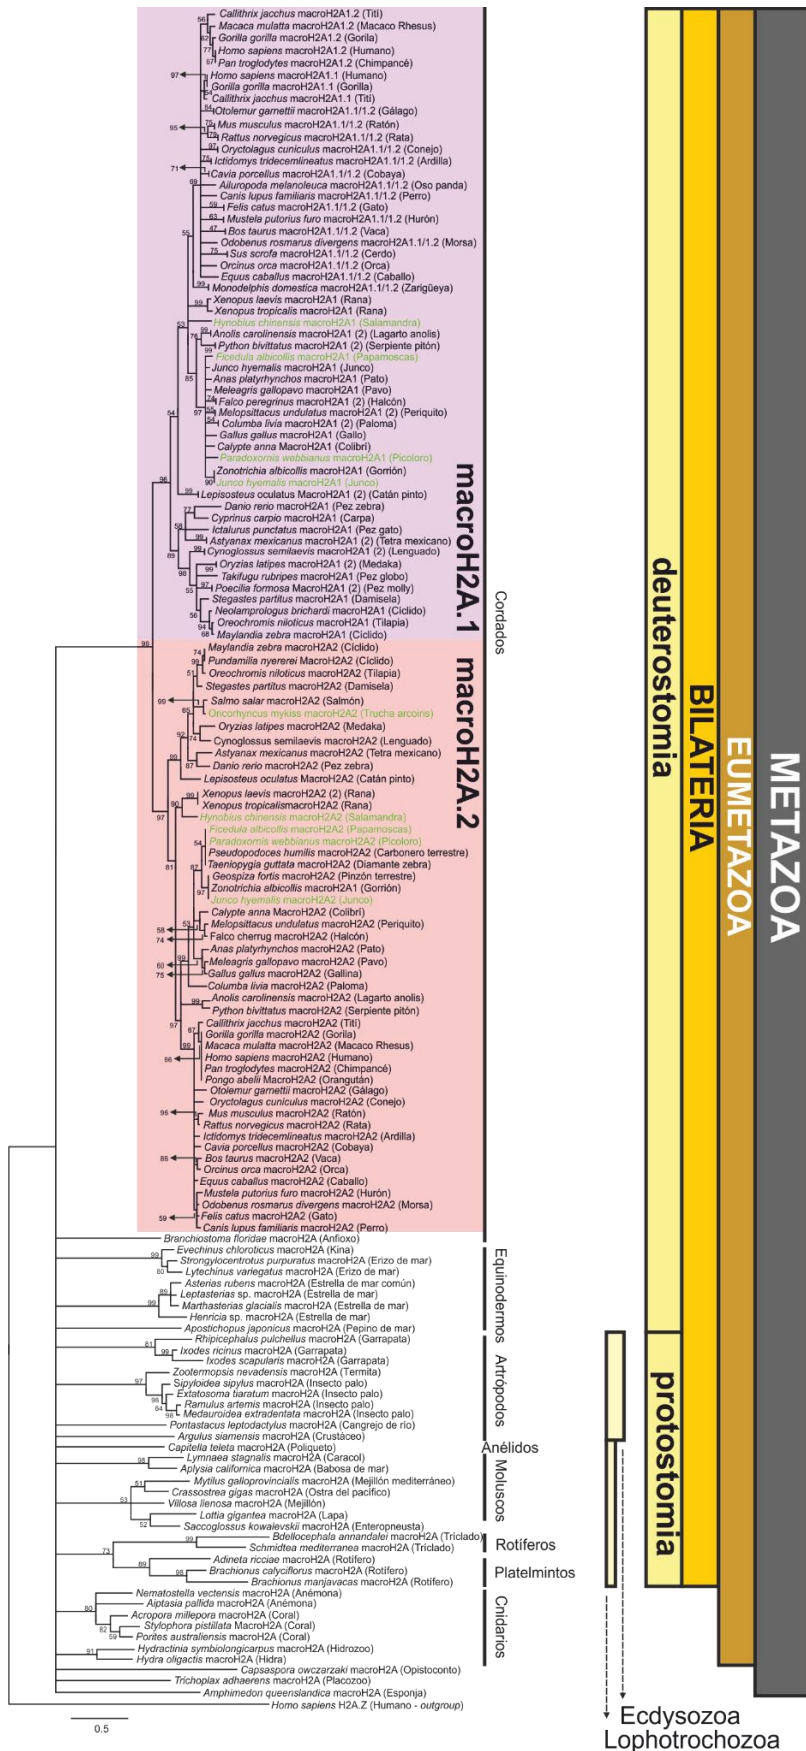 Callithrix jacchus macroH2A1.2 (Tití)
Macaca mulatta macroH2A1.2 (Macaco Rhesus)
Gorilla gorilla macroH2A1.2 (Gorila)
Homo sapiens macroH2A1.2 (Humano)
Pan troglodytes macroH2A1.2 (Chimpancé)
Homo sapiens macroH2A1.1 (Humano)
Gorilla gorilla macroH2A1.1 (Gorilla)
Callithrix jacchus macroH2A1.1 (Tití)
Otolemur garnettii macroH2A1.1/1.2 (Gálago)
Mus musculus macroH2A1.1/1.2 (Ratón)
Rattus norvegicus macroH2A1.1/1.2 (Rata)
Oryctolagus cuniculus macroH2A1.1/1.2 (Conejo)
Ictidomys tridecemlineatus macroH2A1.1/1.2 (Ardilla)
Cavia porcellus macroH2A1.1/1.2 (Cobaya)
Ailuropoda melanoleuca macroH2A1.1/1.2 (Oso panda)
Canis lupus familiaris macroH2A1.1/1.2 (Perro)
Felis catus macroH2A1.1/1.2 (Gato)
Mustela putorius furo macroH2A1.1/1.2 (Hurón)
Bos taurus macroH2A1.1/1.2 (Vaca)
Odobenus rosmarus divergens macroH2A1.1/1.2 (Morsa)
Sus scrofa macroH2A1.1/1.2 (Cerdo)
Orcinus orca macroH2A1.1/1.2 (Orca)
Equus caballus macroH2A1.1/1.2 (Caballo)
Monodelphis domestica macroH2A1.1/1.2 (Zarigüeya)
Xenopus laevis macroH2A1 (Rana)
Xenopus tropicalis macroH2A1 (Rana)
Hynobius chinensis macroH2A1 (Salamandra)
Anolis carolinensis macroH2A1 (2) (Lagarto anolis)
Python bivittatus macroH2A1 (2) (Serpiente pitón)
Ficedula albicollis macroH2A1 (Papamoscas)
Junco hyemalis macroH2A1 (Junco)
Anas platyrhynchos macroH2A1 (Pato)
Meleagris gallopavo macroH2A1 (Pavo)
Falco peregrinus macroH2A1 (2) (Halcón)
Melopsittacus undulatus macroH2A1 (2) (Periquito)
Columba livia macroH2A1 (2) (Paloma)
Gallus gallus macroH2A1 (Gallo)
Calypte anna MacroH2A1 (Colibrí)
Paradoxornis webbianus macroH2A1 (Picoloro)
Zonotrichia albicollis macroH2A1 (Gorrión)
Junco hyemalis macroH2A1 (Junco)
Lepisosteus oculatus MacroH2A1 (2) (Catán pinto)
Danio rerio macroH2A1 (Pez zebra)
Cyprinus carpio macroH2A1 (Carpa)
Ictalurus punctatus macroH2A1 (Pez gato)
Astyanax mexicanus macroH2A1 (2) (Tetra mexicano)
Cynoglossus semilaevis macroH2A1 (2) (Lenguado)
Oryzias latipes macroH2A1 (2) (Medaka)
Takifugu rubripes macroH2A1 (Pez globo)
Poecilia formosa MacroH2A1 (2) (Pez molly)
Stegastes partitus macroH2A1 (Damisela)
Neolamprologus brichardi macroH2A1 (Cíclido)
Oreochromis niloticus macroH2A1 (Tilapia)
Maylandia zebra macroH2A1 (Cíclido)
macroH2A.1
Maylandia zebra MacroH2A2 (Cíclido)
Pundamilia nyererei MacroH2A2 (Cíclido)
Oreochromis niloticus macroH2A2 (Tilapia)
Stegastes partitus macroH2A2 (Damisela)
Salmo salar macroH2A2 (Salmón)
Oncorhyncus mykiss macroH2A2 (Trucha arcoiris)
Oryzias latipes macroH2A2 (Medaka)
Cynoglossus semilaevis macroH2A2 (Lenguado)
Astyanax mexicanus macroH2A2 (Tetra mexicano)
Danio rerio macroH2A2 (Pez zebra)
Lepisosteus oculatus MacroH2A2 (Catán pinto)
Xenopus laevis macroH2A2 (2) (Rana)
Xenopus tropicalismacroH2A2 (Rana)
Hynobius chinensis macroH2A2 (Salamandra)
Ficedula albicollis macroH2A2 (Papamoscas)
Paradoxornis webbianus macroH2A2 (Picoloro)
Pseudopodoces humilis macroH2A2 (Carbonero terrestre)
Taeniopygia guttata macroH2A2 (Diamante zebra)
Geospiza fortis macroH2A2 (Pinzón terrestre)
Zonotrichia albicollis macroH2A1 (Gorrión)
Junco hyemalis macroH2A2 (Junco)
Calypte anna MacroH2A2 (Colibrí)
Melopsittacus undulatus macroH2A2 (Periquito)
Falco cherrug macroH2A2 (Halcón)
Anas platyrhynchos macroH2A2 (Pato)
Meleagris gallopavo macroH2A2 (Pavo)
Gallus gallus macroH2A2 (Gallina)
Columba livia macroH2A2 (Paloma)
Anolis carolinensis macroH2A2 (Lagarto anolis)
Python bivittatus macroH2A2 (Serpiente pitón)
Callithrix jacchus macroH2A2 (Tití)
Gorilla gorilla macroH2A2 (Gorila)
Macaca mulatta macroH2A2 (Macaco Rhesus)
Homo sapiens macroH2A2 (Humano)
Pan troglodytes macroH2A2 (Chimpancé)
Pongo abelii MacroH2A2 (Orangután)
Otolemur garnettii macroH2A2 (Gálago)
Oryctolagus cuniculus macroH2A2 (Conejo)
Mus musculus macroH2A2 (Ratón)
Rattus norvegicus macroH2A2 (Rata)
Ictidomys tridecemlineatus macroH2A2 (Ardilla)
Cavia porcellus macroH2A2 (Cobaya)
Bos taurus macroH2A2 (Vaca)
Orcinus orca macroH2A2 (Orca)
Equus caballus macroH2A2 (Caballo)
Mustela putorius furo macroH2A2 (Hurón)
Odobenus rosmarus divergens macroH2A2 (Morsa)
Felis catus macroH2A2 (Gato)
Canis lupus familiaris macroH2A2 (Perro)
macroH2A.2
Branchiostoma floridae macroH2A (Anfioxo)
Cordados
Evechinus chloroticus macroH2A (Kina)
Strongylocentrotus purpuratus macroH2A (Erizo de mar)
Lytechinus variegatus macroH2A (Erizo de mar)
Asterias rubens macroH2A (Estrella de mar común)
Leptasterias sp. macroH2A (Estrella de mar)
Marthasterias glacialis macroH2A (Estrella de mar)
Henricia sp. macroH2A (Estrella de mar)
Apostichopus japonicus macroH2A (Pepino de mar)
Equinodermos
Rhipicephalus pulchellus macroH2A (Garrapata)
Ixodes ricinus macroH2A (Garrapata)
Ixodes scapularis macroH2A (Garrapata)
Zootermopsis nevadensis macroH2A (Termita)
Sipyloidea sipylus macroH2A (Insecto palo)
Extatosoma tiaratum macroH2A (Insecto palo)
Ramulus artemis macroH2A (Insecto palo)
Medauroidea extradentata macroH2A (Insecto palo)
Pontastacus leptodactylus macroH2A (Cangrejo de río)
Argulus siamensis macroH2A (Crustáceo)
Artrópodos
Capitella teleta macroH2A (Poliqueto)
Anélidos
Lymnaea stagnalis macroH2A (Caracol)
Aplysia californica macroH2A (Babosa de mar)
Mytilus galloprovincialis macroH2A (Mejillón mediterráneo)
Crassostrea gigas macroH2A (Ostra del pacífico)
Villosa lienosa macroH2A (Mejillón)
Lottia gigantea macroH2A (Lapa)
Saccoglossus kowalevskii macroH2A (Enteropneusta)
Moluscos
Bdellocephala annandalei macroH2A (Tríclado)
Schmidtea mediterranea macroH2A (Tríclado)
Rotíferos
Adineta ricciae macroH2A (Rotífero)
Brachionus calyciflorus macroH2A (Rotífero)
Brachionus manjavacas macroH2A (Rotífero)
Platelmintos
Nematostella vectensis macroH2A (Anémona)
Aiptasia pallida macroH2A (Anémona)
Acropora millepora macroH2A (Coral)
Stylophora pistillata MacroH2A (Coral)
Porites australiensis macroH2A (Coral)
Hydractinia symbiolongicarpus macroH2A (Hidrozoo)
Hydra oligactis macroH2A (Hidra)
Cnidarios
Capsaspora owczarzaki macroH2A (Opistoconto)
Trichoplax adhaerens macroH2A (Placozoo)
Amphimedon queenslandica macroH2A (Esponja)
Homo sapiens H2A.Z (Humano - outgroup)
0.5
deuterostomia
protostomia
BILATERIA
EUMETAZOA
METAZOA
Ecdysozoa
Lophotrochozoa